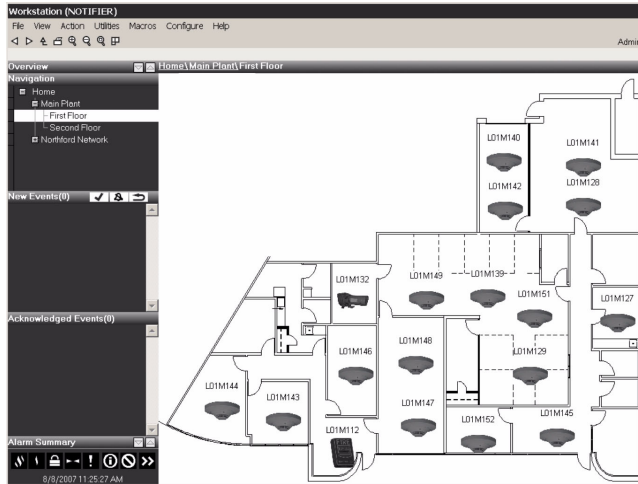 Workstation (NOTIFIER)
File View Action Utilities Macros Configure Help
Admi
Overview
Home\Main Plant\First Floor
Navigation
Home
Main Plant
First Floor
Second Floor
Northford Network
New Events(0)
Acknowledged Events(0)
Alarm Summary
8/8/2007 11:25:27 AM
L01M140
L01M141
L01M142
L01M128
L01M132
L01M149
L01M139
L01M151
L01M127
L01M146
L01M148
L01M129
L01M144
L01M143
L01M147
L01M112
L01M152
L01M145